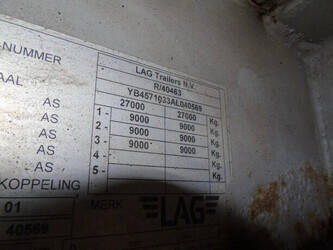 LAG Trailers N.V.
-NUMMER R/40463
YB4571033AL040569
AAL 27000 27000 Kg.
AS 1 - 9000 9000 Kg.
AS 2 - 9000 9000 Kg.
AS 3 - 9000 9000 Kg.
AS 4 - Kg.
AS 5 -
KOPPELING
01 MERK LAG
40569